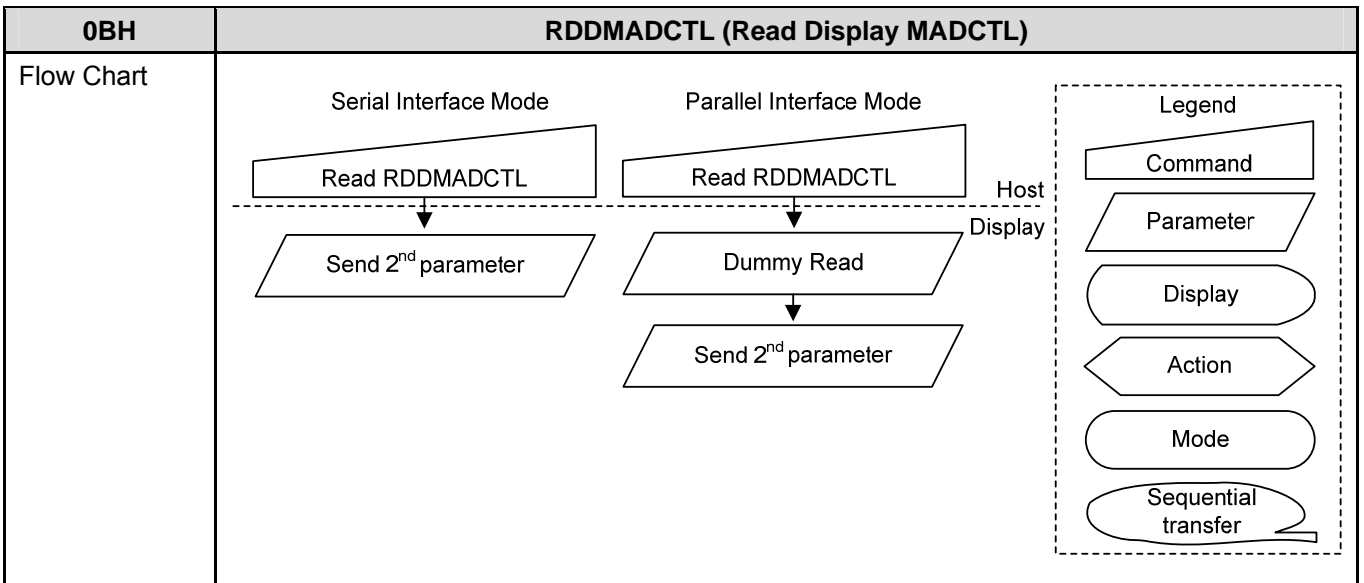 0BH
RDDMADCTL (Read Display MADCTL)
Flow Chart
Serial Interface Mode
Read RDDMADCTL
Send 2nd parameter
Parallel Interface Mode
Read RDDMADCTL
Host
Display
Dummy Read
Send 2nd parameter
Legend
Command
Parameter
Display
Action
Mode
Sequential
transfer